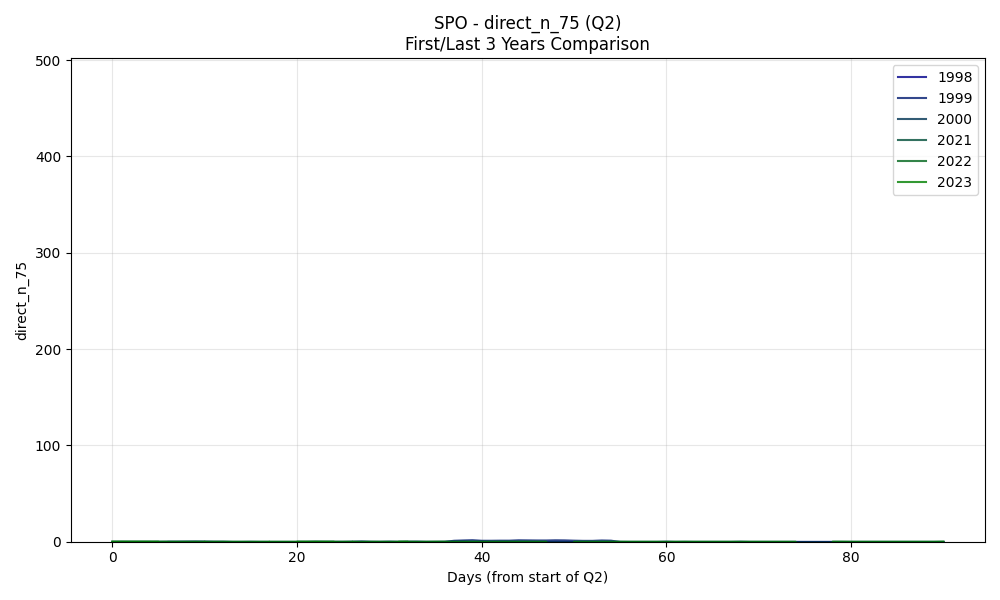 SPO - direct_n_75 (Q2)
First/Last 3 Years Comparison
500
400
300
200
100
0
direct_n_75
0 20 40 60 80
Days (from start of Q2)
1998
1999
2000
2021
2022
2023